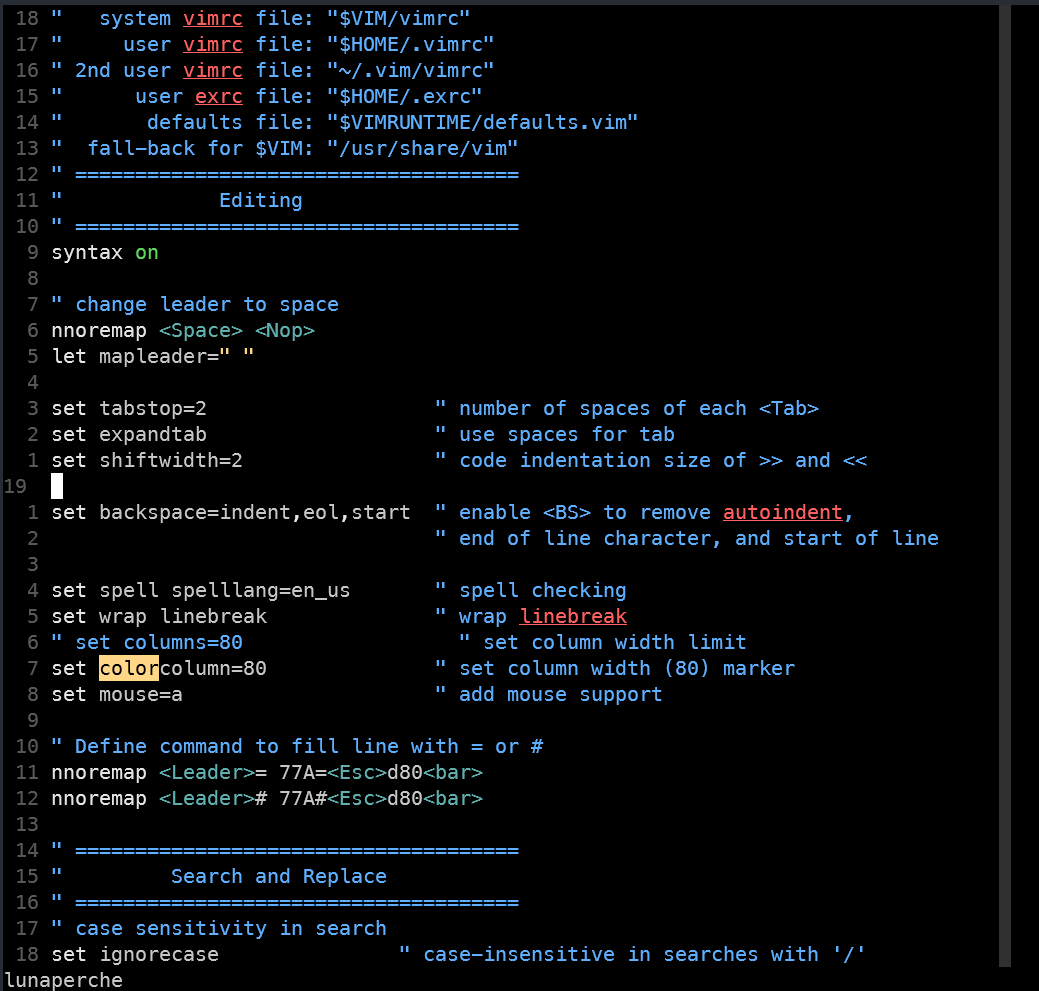 18 "   system vimrc file: "$VIM/vimrc"
17 "     user vimrc file: "$HOME/.vimrc"
16 " 2nd user vimrc file: "~/.vim/vimrc"
15 "      user exrc file: "$HOME/.exrc"
14 "       defaults file: "$VIMRUNTIME/defaults.vim"
13 "  fall-back for $VIM: "/usr/share/vim"
12 " =====================================
11 "             Editing
10 " =====================================
 9 syntax on
 8
 7 " change leader to space
 6 nnoremap <Space> <Nop>
 5 let mapleader=" "
 4
 3 set tabstop=2                   " number of spaces of each <Tab>
 2 set expandtab                   " use spaces for tab
 1 set shiftwidth=2                " code indentation size of >> and <<
19
 1 set backspace=indent,eol,start  " enable <BS> to remove autoindent,
 2                                 " end of line character, and start of line
 3
 4 set spell spelllang=en_us       " spell checking
 5 set wrap linebreak              " wrap linebreak
 6 " set columns=80                  " set column width limit
 7 set colorcolumn=80              " set column width (80) marker
 8 set mouse=a                     " add mouse support
 9
10 " Define command to fill line with = or #
11 nnoremap <Leader>= 77A=<Esc>d80<bar>
12 nnoremap <Leader># 77A#<Esc>d80<bar>
13
14 " =====================================
15 "         Search and Replace
16 " =====================================
17 " case sensitivity in search
18 set ignorecase               " case-insensitive in searches with '/'
lunaperche